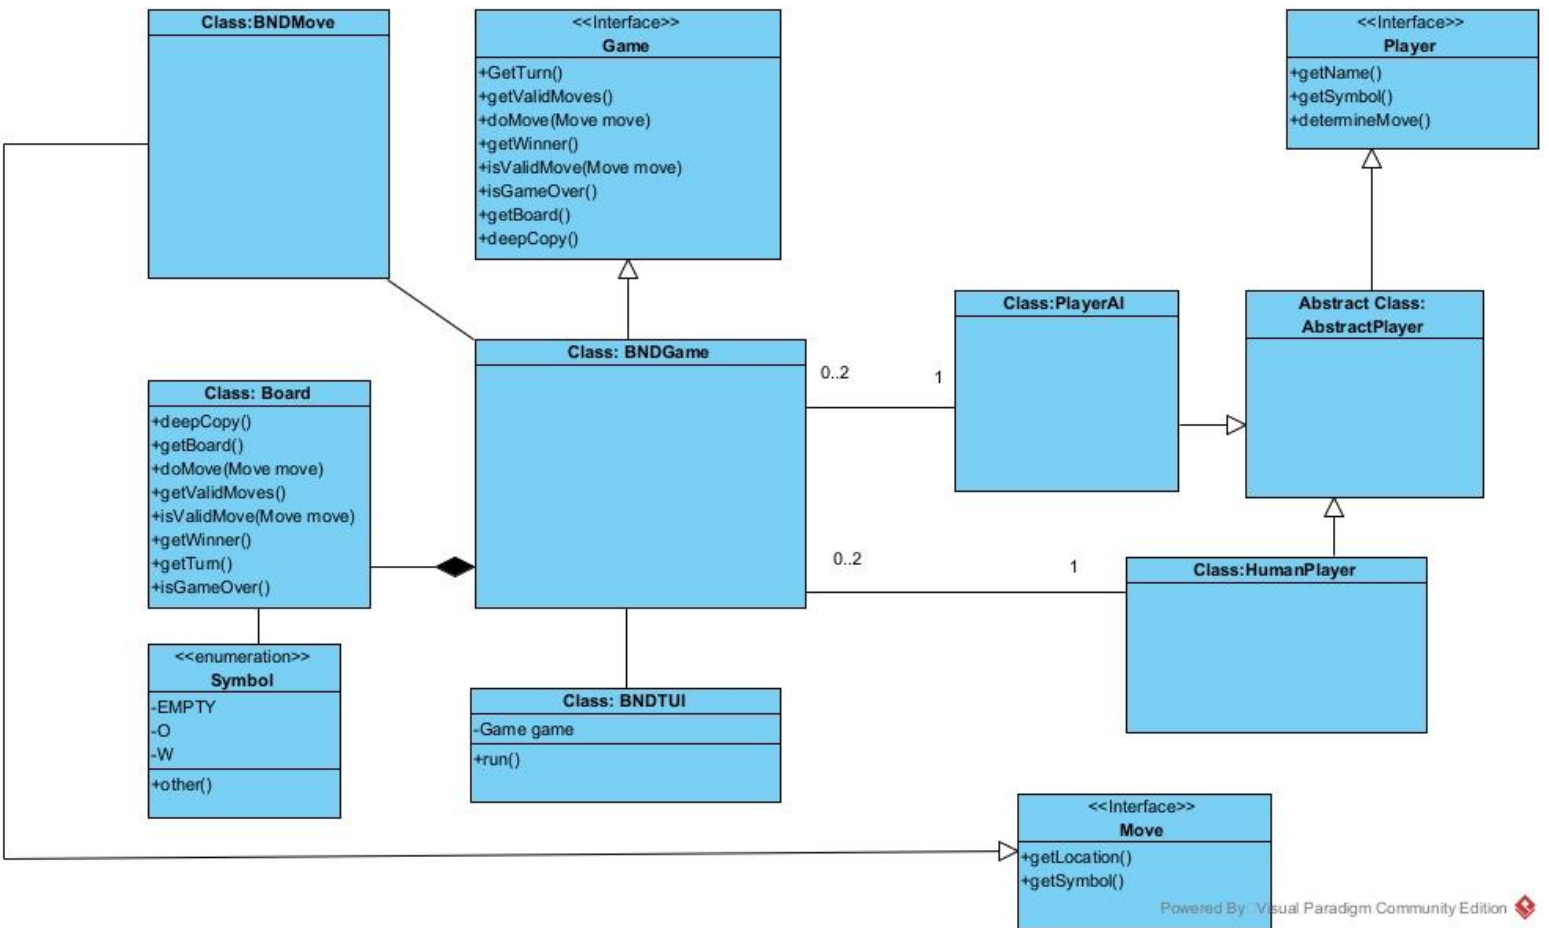 Class:BNDMove
<<Interface>>
Game
+GetTurn()
+getValidMoves()
+doMove(Move move)
+getWinner()
+isValidMove(Move move)
+isGameOver()
+getBoard()
+deepCopy()
<<Interface>>
Player
+getName()
+getSymbol()
+determineMove()
Class:PlayerAI
Abstract Class:
AbstractPlayer
Class: BNDGame
0..2
1
Class: Board
+deepCopy()
+getBoard()
+doMove(Move move)
+getValidMoves()
+isValidMove(Move move)
+getWinner()
+getTurn()
+isGameOver()
0..2
1
Class:HumanPlayer
<<enumeration>>
Symbol
-EMPTY
-O
-W
+other()
Class: BNDTUI
-Game game
+run()
<<Interface>>
Move
+getLocation()
+getSymbol()
Powered By Visual Paradigm Community Edition